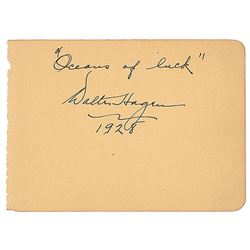 "Oceans of luck"
Walter Hagen
1928